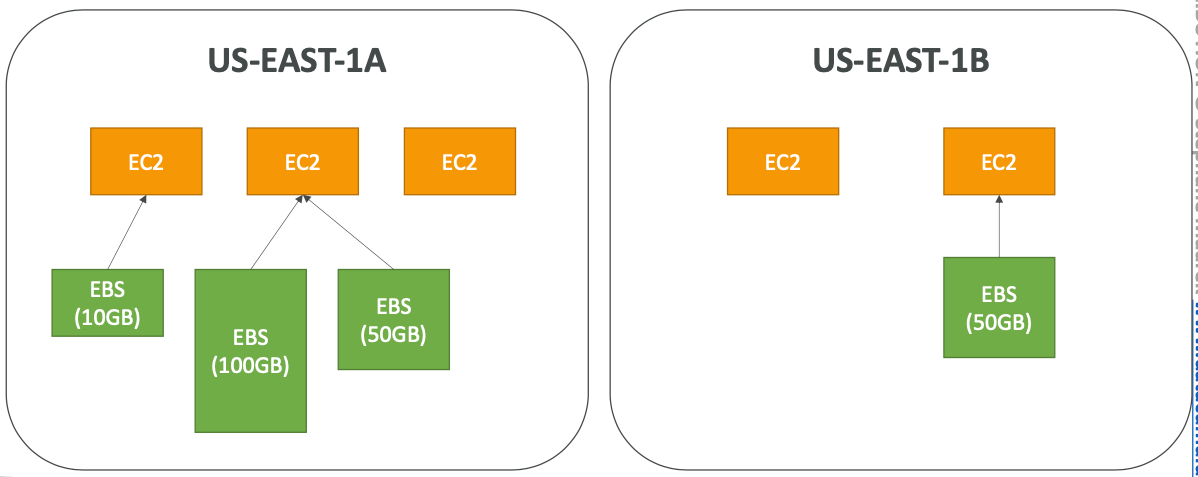 US-EAST-1A
EC2
EC2
EC2
EBS
(10GB)
EBS
(100GB)
EBS
(50GB)
US-EAST-1B
EC2
EC2
EBS
(50GB)